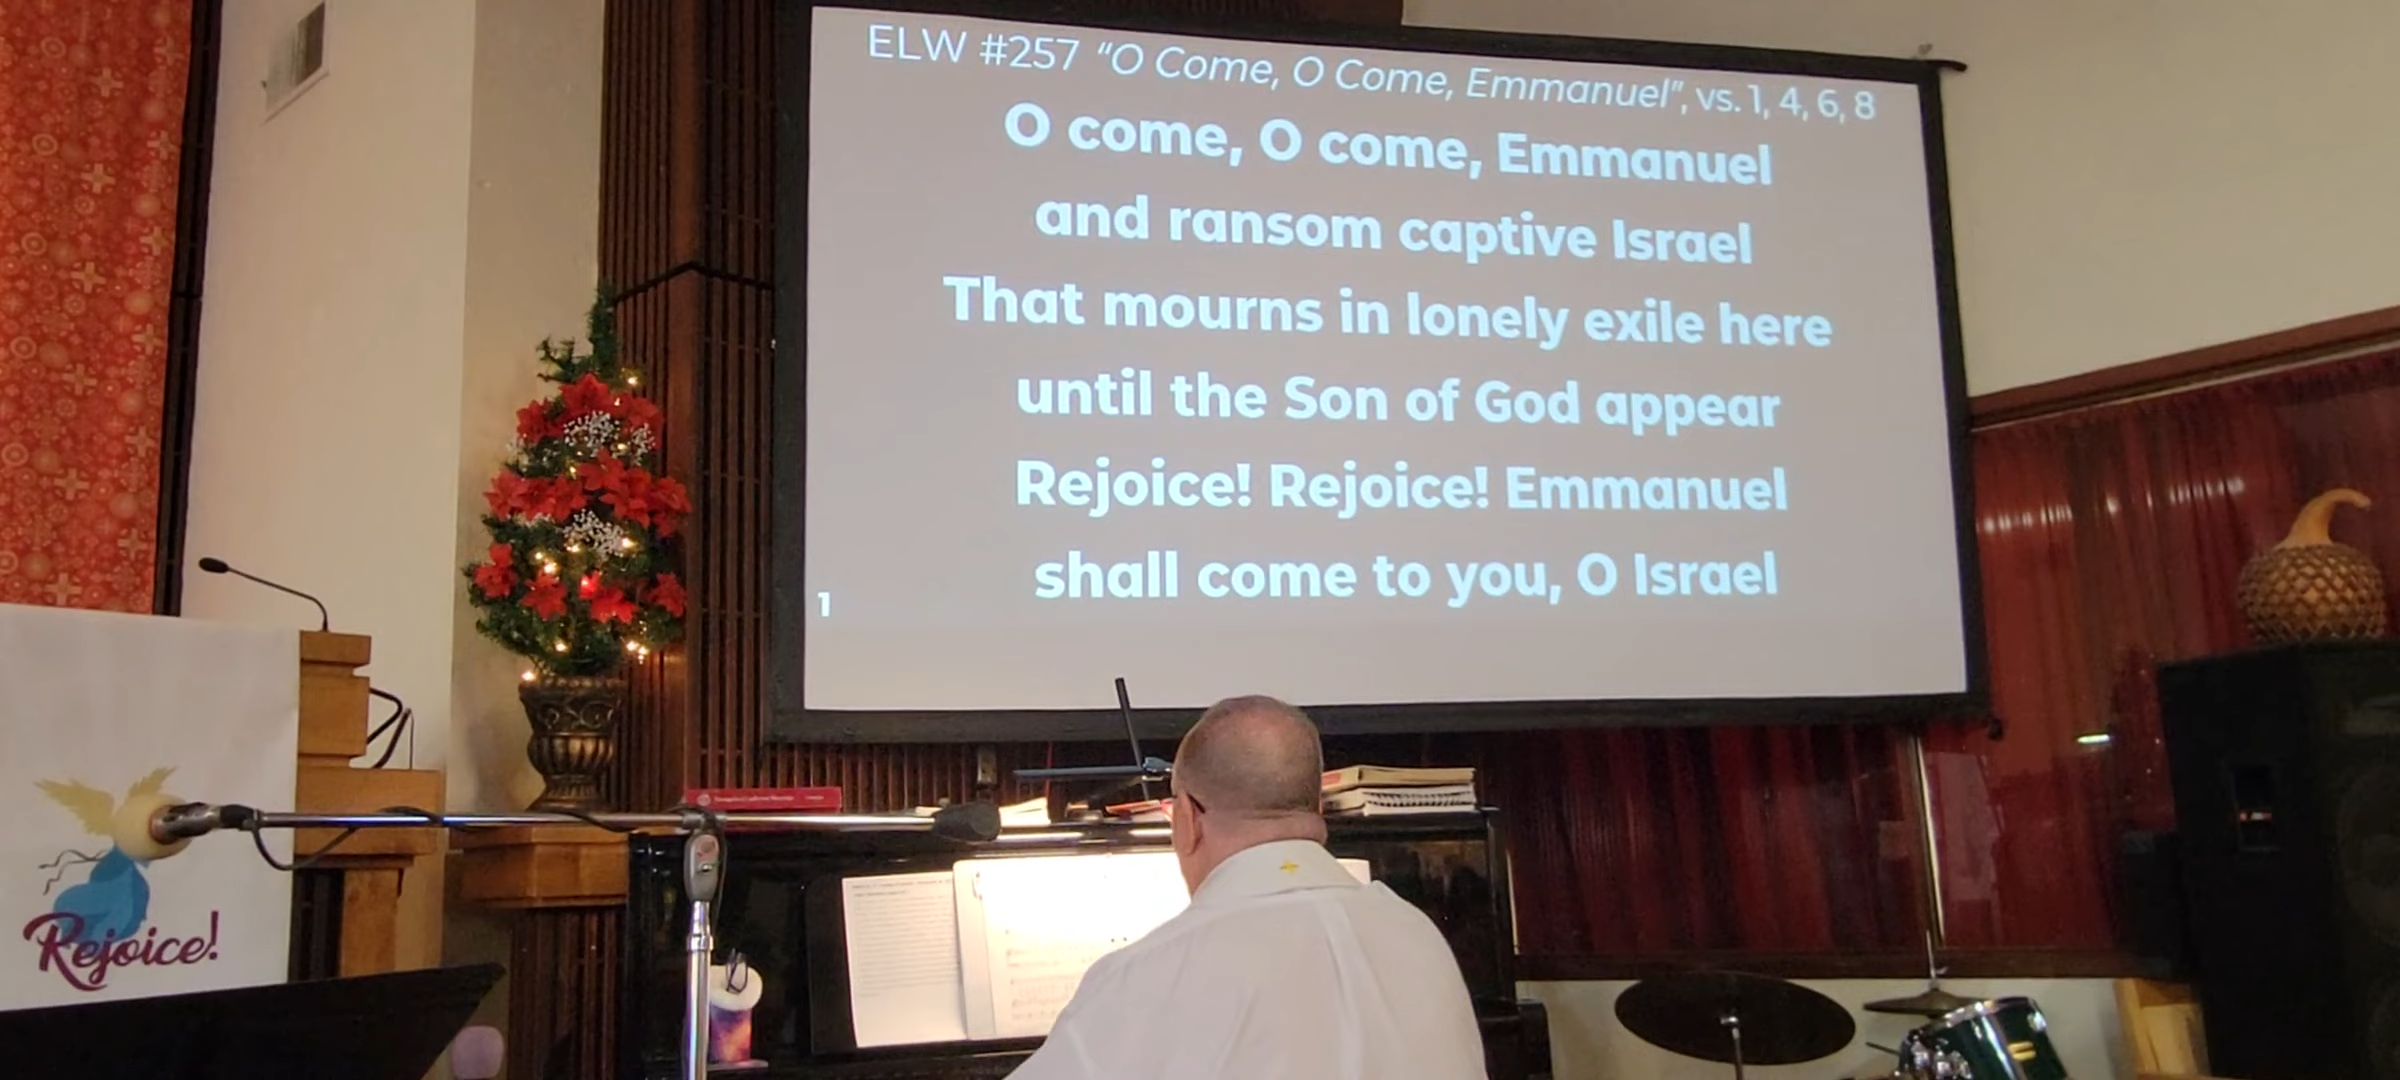 ELW #257 “O Come, O Come, Emmanuel”, vs. 1, 4, 6, 8
O come, O come, Emmanuel
and ransom captive Israel
That mourns in lonely exile here
until the Son of God appear
Rejoice! Rejoice! Emmanuel
shall come to you, O Israel
1
Rejoice!